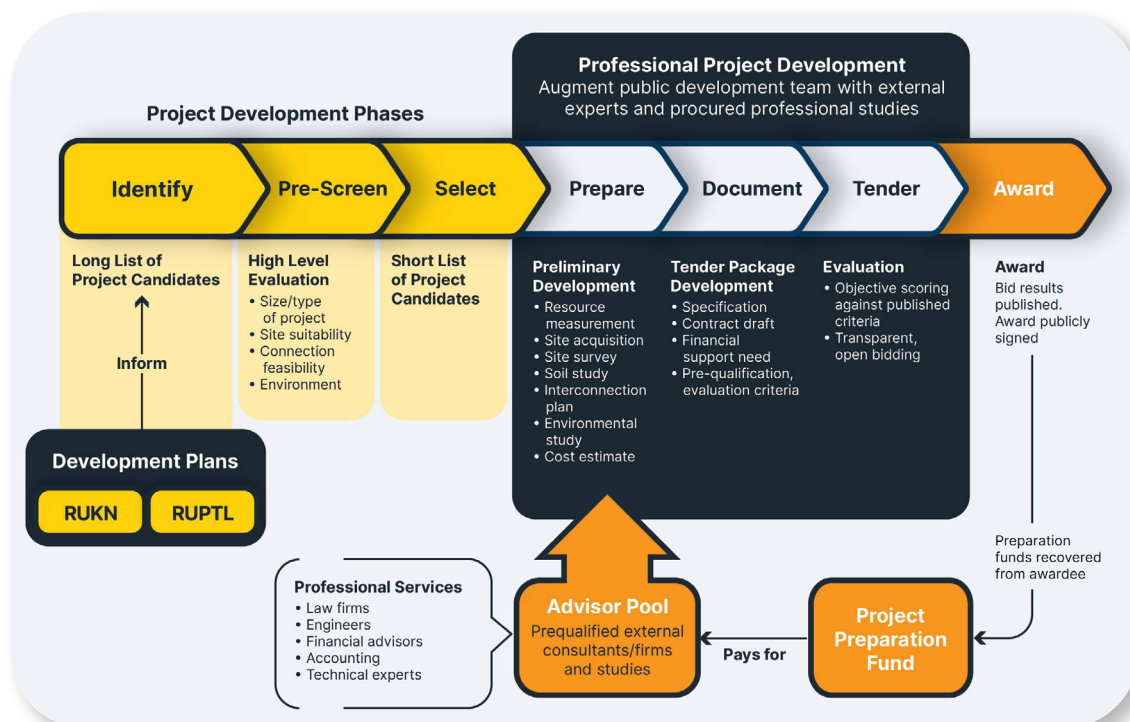 Professional Project Development
Augment public development team with external
experts and procured professional studies
Project Development Phases
Identify
Pre-Screen
Select
Prepare
Document
Tender
Award
Long List of
Project Candidates
High Level
Evaluation
• Size/type
of project
• Site suitability
• Connection
feasibility
• Environment
Short List
of Project
Candidates
Preliminary
Development
• Resource
measurement
• Site acquisition
• Site survey
• Soil study
• Interconnection
plan
• Environmental
study
• Cost estimate
Tender Package
Development
• Specification
• Contract draft
• Financial
support need
• Pre-qualification,
evaluation criteria
Evaluation
• Objective scoring
against published
criteria
• Transparent,
open bidding
Award
Bid results
published.
Award publicly
signed
Inform
Development Plans
RUKN
RUPTL
Preparation
funds recovered
from awardee
Professional Services
• Law firms
• Engineers
• Financial advisors
• Accounting
• Technical experts
Advisor Pool
Prequalified external
consultants/firms
and studies
Pays for
Project
Preparation
Fund